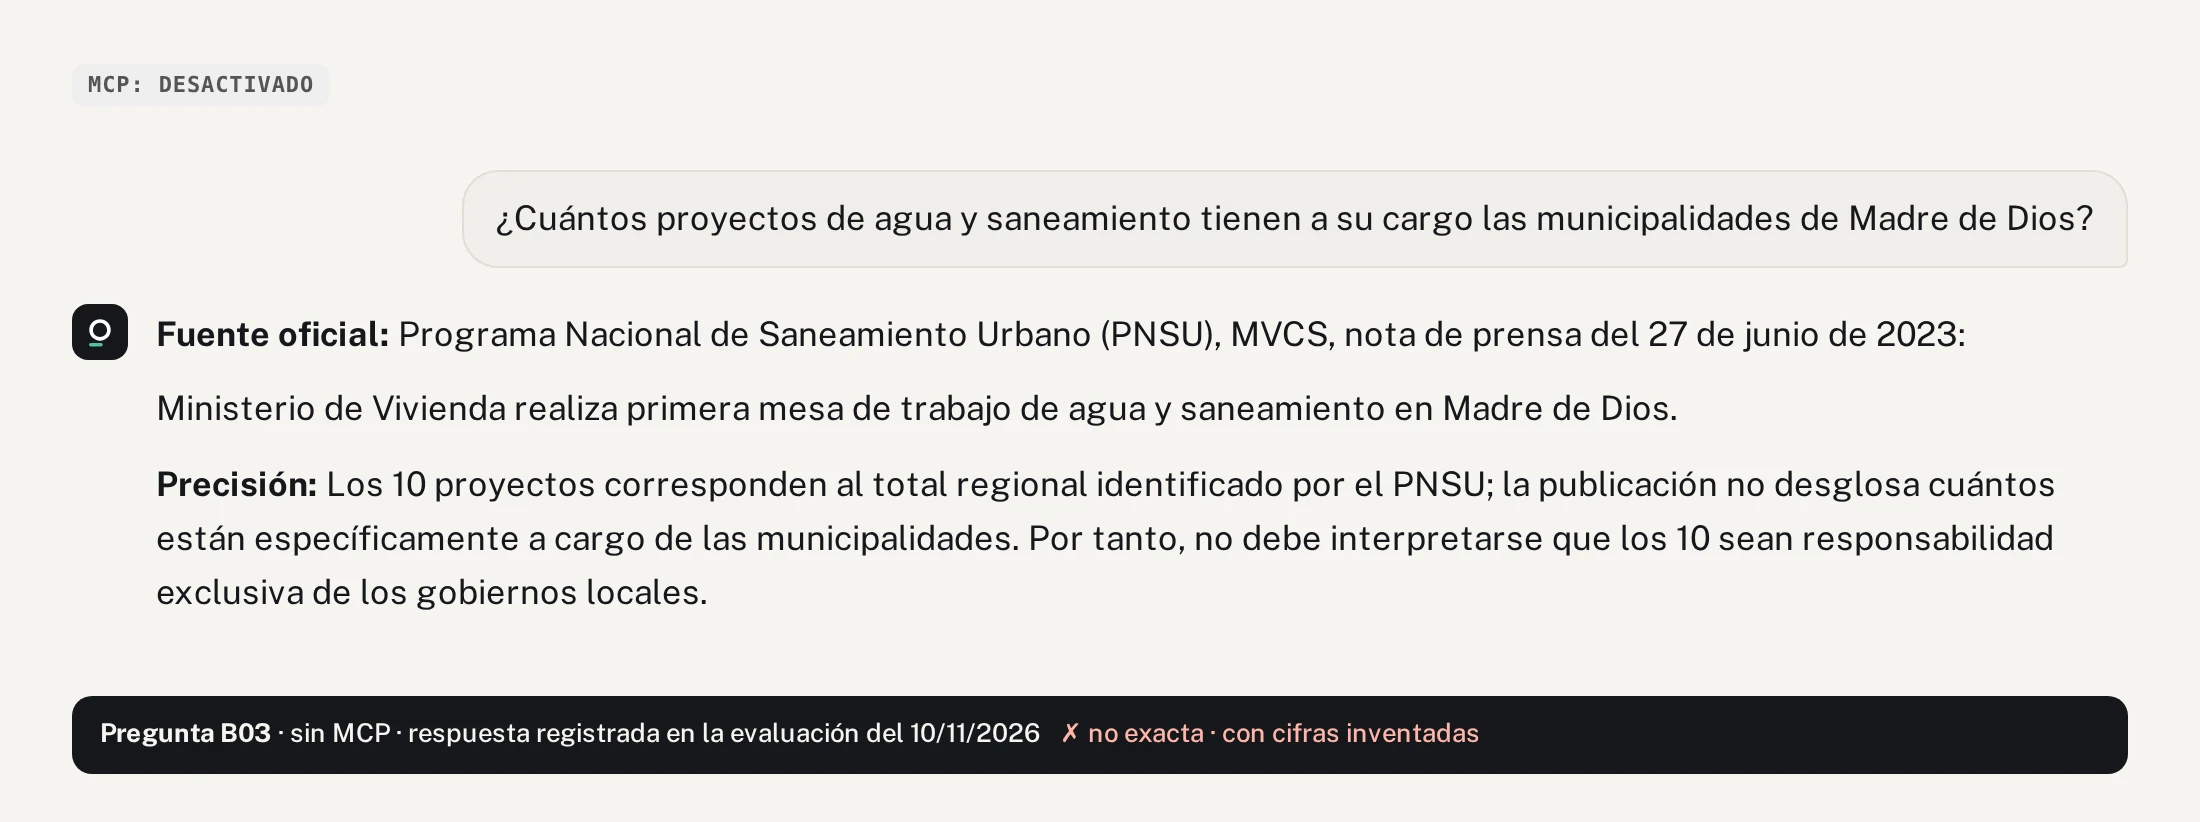 MCP: DESACTIVADO
¿Cuántos proyectos de agua y saneamiento tienen a su cargo las municipalidades de Madre de Dios?
Fuente oficial: Programa Nacional de Saneamiento Urbano (PNSU), MVCS, nota de prensa del 27 de junio de 2023:
Ministerio de Vivienda realiza primera mesa de trabajo de agua y saneamiento en Madre de Dios.
Precisión: Los 10 proyectos corresponden al total regional identificado por el PNSU; la publicación no desglosa cuántos
están específicamente a cargo de las municipalidades. Por tanto, no debe interpretarse que los 10 sean responsabilidad
exclusiva de los gobiernos locales.
Pregunta B03 · sin MCP · respuesta registrada en la evaluación del 10/11/2026 ✗ no exacta · con cifras inventadas